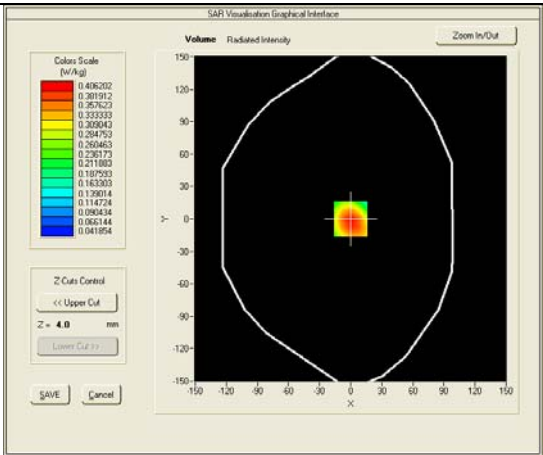 SAR Visualisation Graphical Interface
Volume Radiated Intensity
Zoom In/Out
Colors Scale
(W/kg)
0.406202
0.381912
0.357623
0.333333
0.309043
0.284753
0.260463
0.236173
0.211883
0.187593
0.163303
0.139014
0.114724
0.090434
0.066144
0.041854
Z Cuts Control
<< Upper Cut
Z = 4.0 mm
Lower Cut >>
SAVE Cancel
150
120
90
60
30
0
-30
-60
-90
-120
-150
Y
-150 -120 -90 -60 -30 0 30 60 90 120 150
X